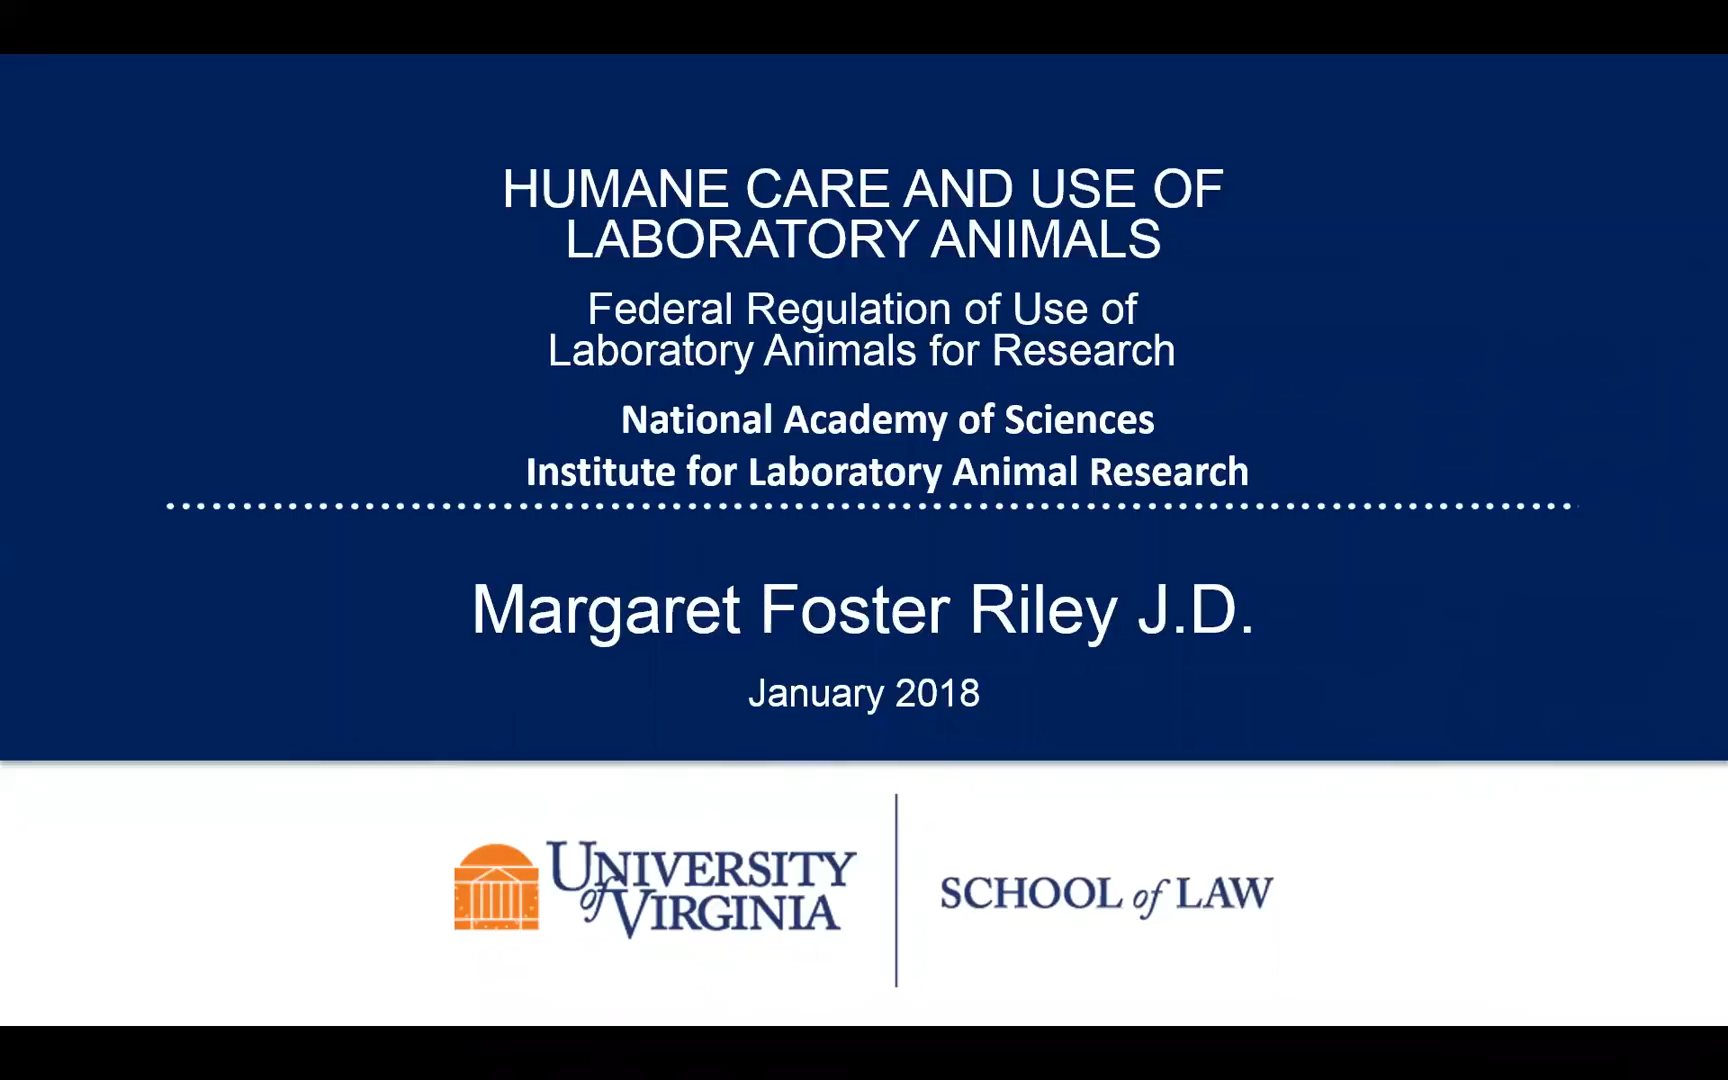 HUMANE CARE AND USE OF
LABORATORY ANIMALS
Federal Regulation of Use of
Laboratory Animals for Research
National Academy of Sciences
Institute for Laboratory Animal Research
Margaret Foster Riley J.D.
January 2018
UNIVERSITY
of VIRGINIA
SCHOOL of LAW